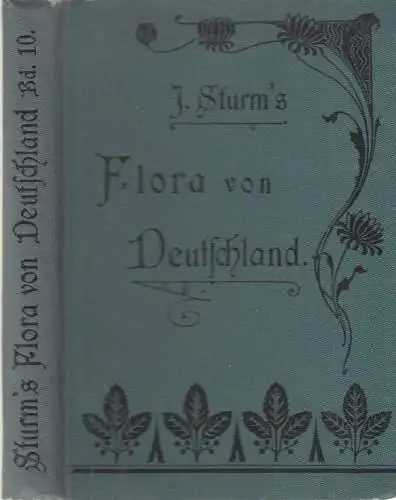 Sturm's Flora von Deutschland Bd. 10.
J. Sturm's
Flora von
Deutschland.